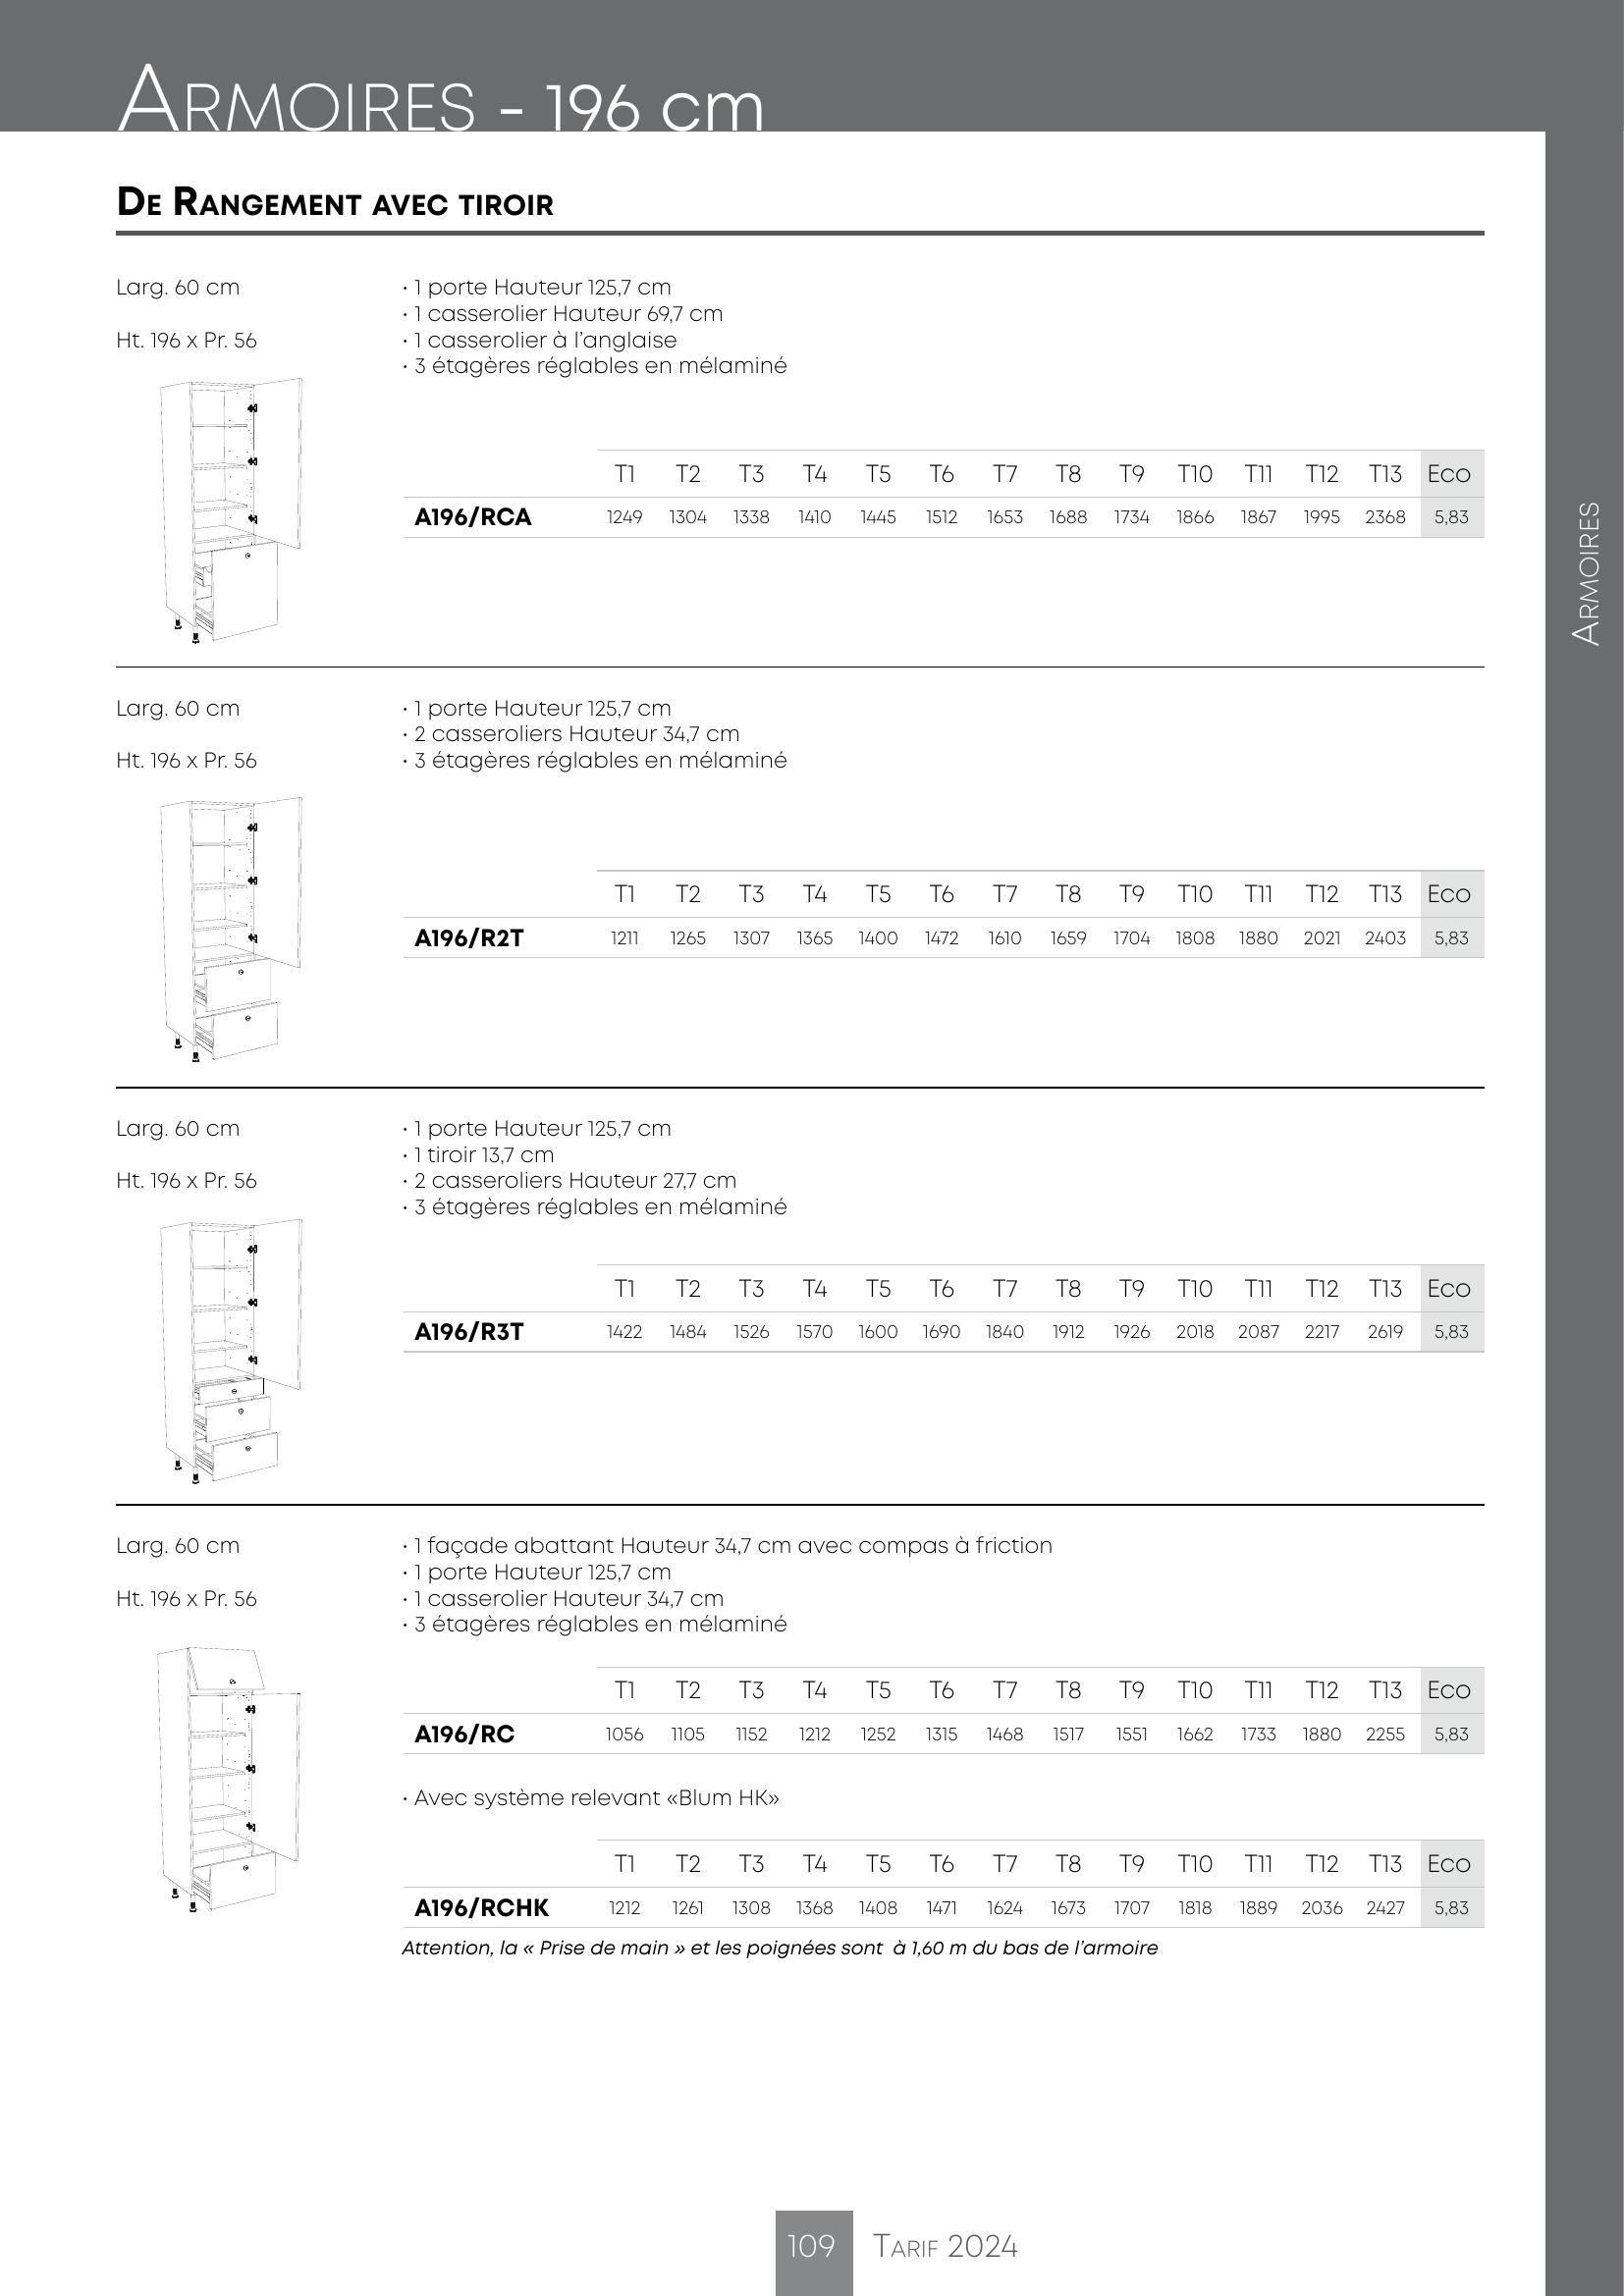 ARMOIRES - 196 cm
DE RANGEMENT AVEC TIROIR
Larg. 60 cm
Ht. 196 x Pr. 56
• 1 porte Hauteur 125,7 cm
• 1 casserolier Hauteur 69,7 cm
• 1 casserolier à l'anglaise
• 3 étagères réglables en mélaminé
T1 T2 T3 T4 T5 T6 T7 T8 T9 T10 T11 T12 T13 Eco
A196/RCA 1249 1304 1338 1410 1445 1512 1653 1688 1734 1866 1867 1995 2368 5,83
Larg. 60 cm
Ht. 196 x Pr. 56
• 1 porte Hauteur 125,7 cm
• 2 casseroliers Hauteur 34,7 cm
• 3 étagères réglables en mélaminé
T1 T2 T3 T4 T5 T6 T7 T8 T9 T10 T11 T12 T13 Eco
A196/R2T 1211 1265 1307 1365 1400 1472 1610 1659 1704 1808 1880 2021 2403 5,83
Larg. 60 cm
Ht. 196 x Pr. 56
• 1 porte Hauteur 125,7 cm
• 1 tiroir 13,7 cm
• 2 casseroliers Hauteur 27,7 cm
• 3 étagères réglables en mélaminé
T1 T2 T3 T4 T5 T6 T7 T8 T9 T10 T11 T12 T13 Eco
A196/R3T 1422 1484 1526 1570 1600 1690 1840 1912 1926 2018 2087 2217 2619 5,83
Larg. 60 cm
Ht. 196 x Pr. 56
• 1 façade abattant Hauteur 34,7 cm avec compas à friction
• 1 porte Hauteur 125,7 cm
• 1 casserolier Hauteur 34,7 cm
• 3 étagères réglables en mélaminé
T1 T2 T3 T4 T5 T6 T7 T8 T9 T10 T11 T12 T13 Eco
A196/RC 1056 1105 1152 1212 1252 1315 1468 1517 1551 1662 1733 1880 2255 5,83
• Avec système relevant «Blum HK»
T1 T2 T3 T4 T5 T6 T7 T8 T9 T10 T11 T12 T13 Eco
A196/RCHK 1212 1261 1308 1368 1408 1471 1624 1673 1707 1818 1889 2036 2427 5,83
Attention, la « Prise de main » et les poignées sont à 1,60 m du bas de l'armoire
ARMOIRES
109 TARIF 2024